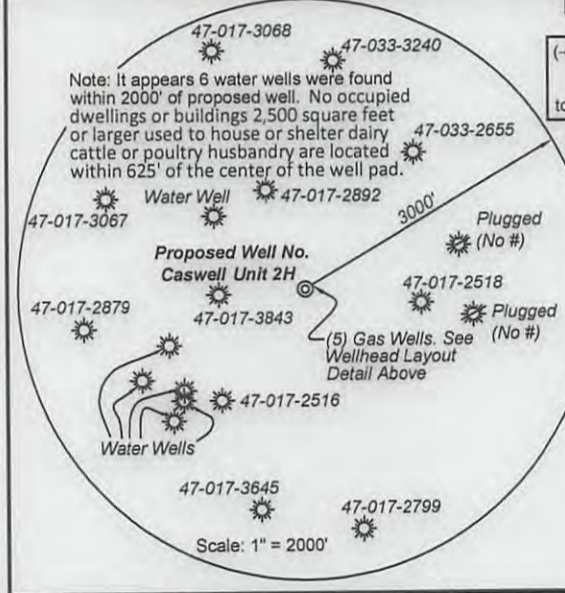 47-017-3068
47-033-3240
(-
to
Note: It appears 6 water wells were found
within 2000' of proposed well. No occupied
dwellings or buildings 2,500 square feet
or larger used to house or shelter dairy
cattle or poultry husbandry are located
within 625' of the center of the well pad.
47-033-2655
Water Well
47-017-2892
47-017-3067
3000'
Plugged
(No #)
Proposed Well No.
Caswell Unit 2H
47-017-2518
47-017-2879
47-017-3843
Plugged
(No #)
(5) Gas Wells. See
Wellhead Layout
Detail Above
47-017-2516
Water Wells
47-017-3645
47-017-2799
Scale: 1" = 2000'